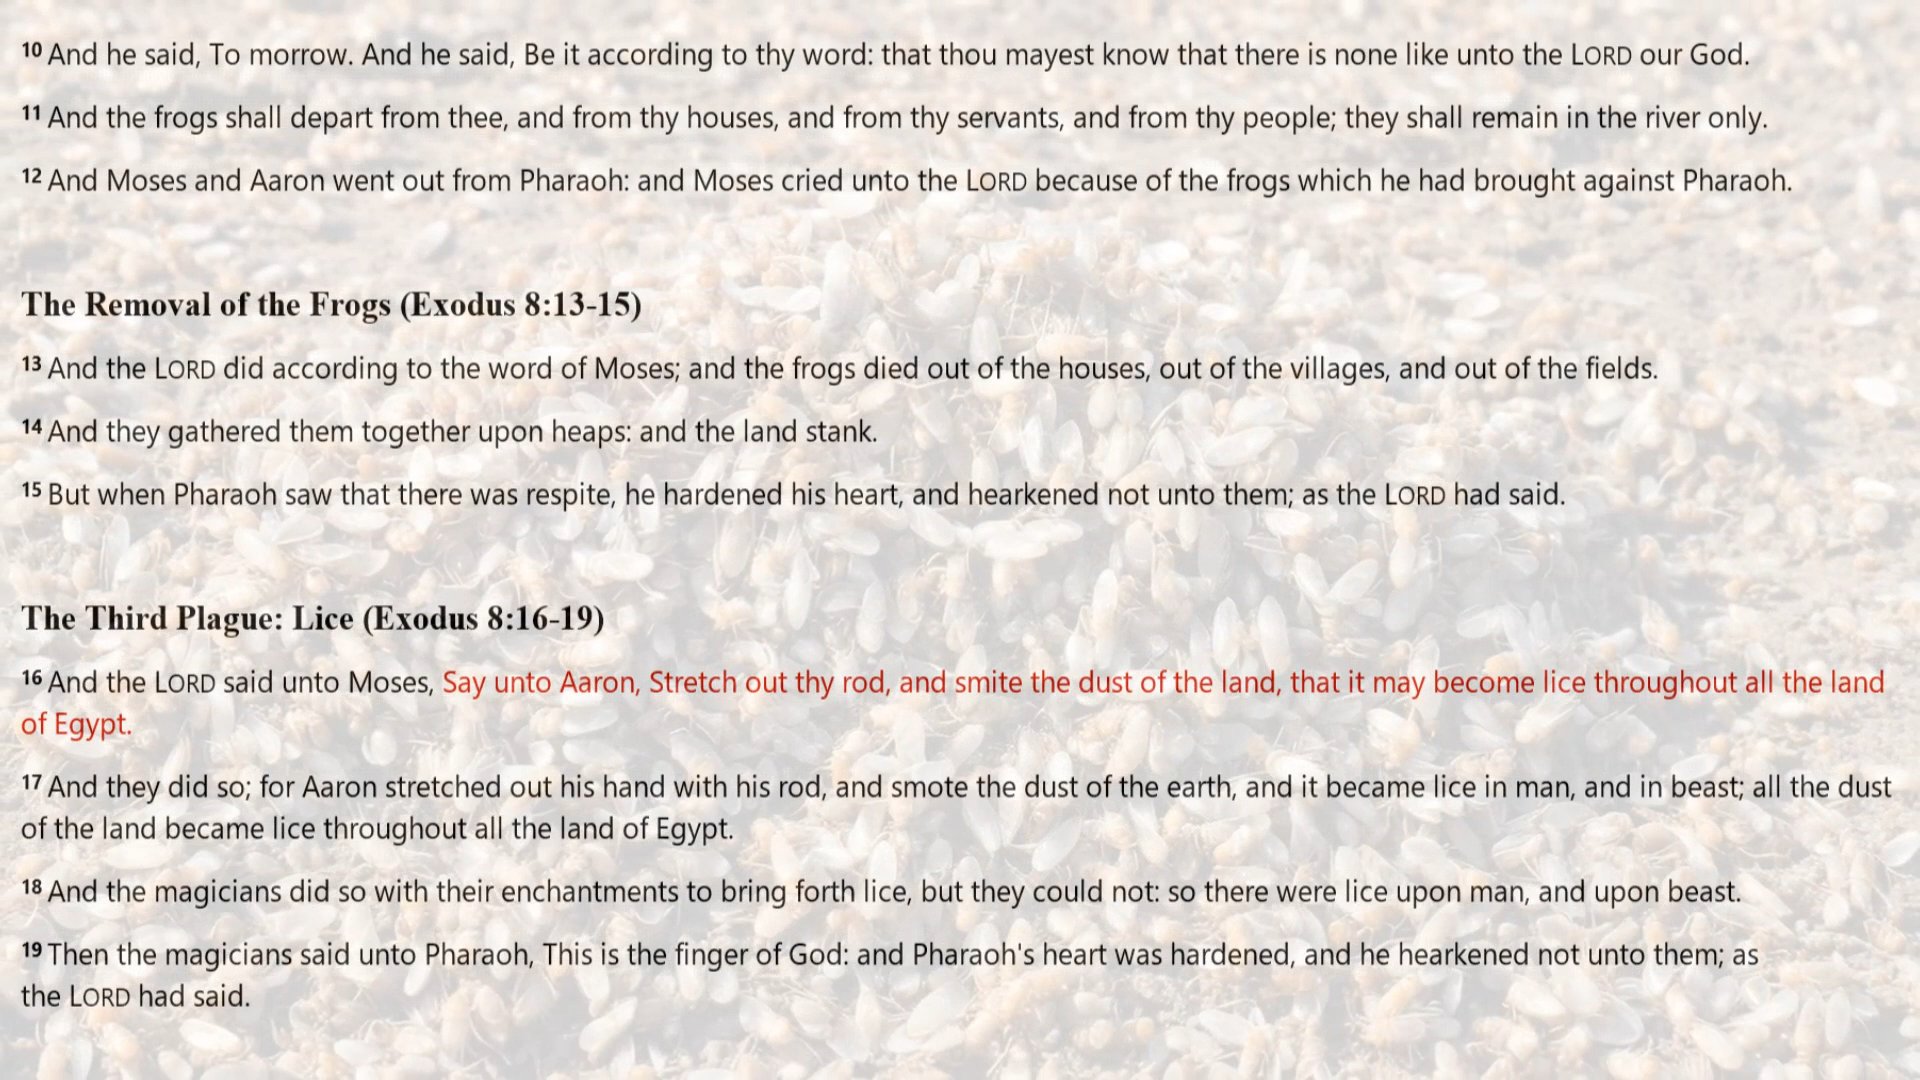 10 And he said, To morrow. And he said, Be it according to thy word: that thou mayest know that there is none like unto the LORD our God.
11 And the frogs shall depart from thee, and from thy houses, and from thy servants, and from thy people; they shall remain in the river only.
12 And Moses and Aaron went out from Pharaoh: and Moses cried unto the LORD because of the frogs which he had brought against Pharaoh.
The Removal of the Frogs (Exodus 8:13-15)
13 And the LORD did according to the word of Moses; and the frogs died out of the houses, out of the villages, and out of the fields.
14 And they gathered them together upon heaps: and the land stank.
15 But when Pharaoh saw that there was respite, he hardened his heart, and hearkened not unto them; as the LORD had said.
The Third Plague: Lice (Exodus 8:16-19)
16 And the LORD said unto Moses, Say unto Aaron, Stretch out thy rod, and smite the dust of the land, that it may become lice throughout all the land
of Egypt.
17 And they did so; for Aaron stretched out his hand with his rod, and smote the dust of the earth, and it became lice in man, and in beast; all the dust
of the land became lice throughout all the land of Egypt.
18 And the magicians did so with their enchantments to bring forth lice, but they could not: so there were lice upon man, and upon beast.
19 Then the magicians said unto Pharaoh, This is the finger of God: and Pharaoh's heart was hardened, and he hearkened not unto them; as
the LORD had said.